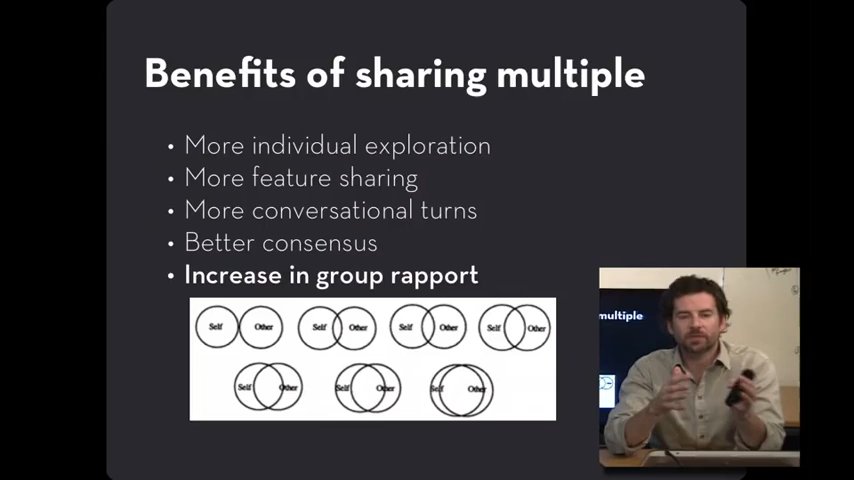 Benefits of sharing multiple
• More individual exploration
• More feature sharing
• More conversational turns
• Better consensus
• Increase in group rapport
Self Other Self Other Self Other Self Other
Self Other Self Other Self Other
multiple